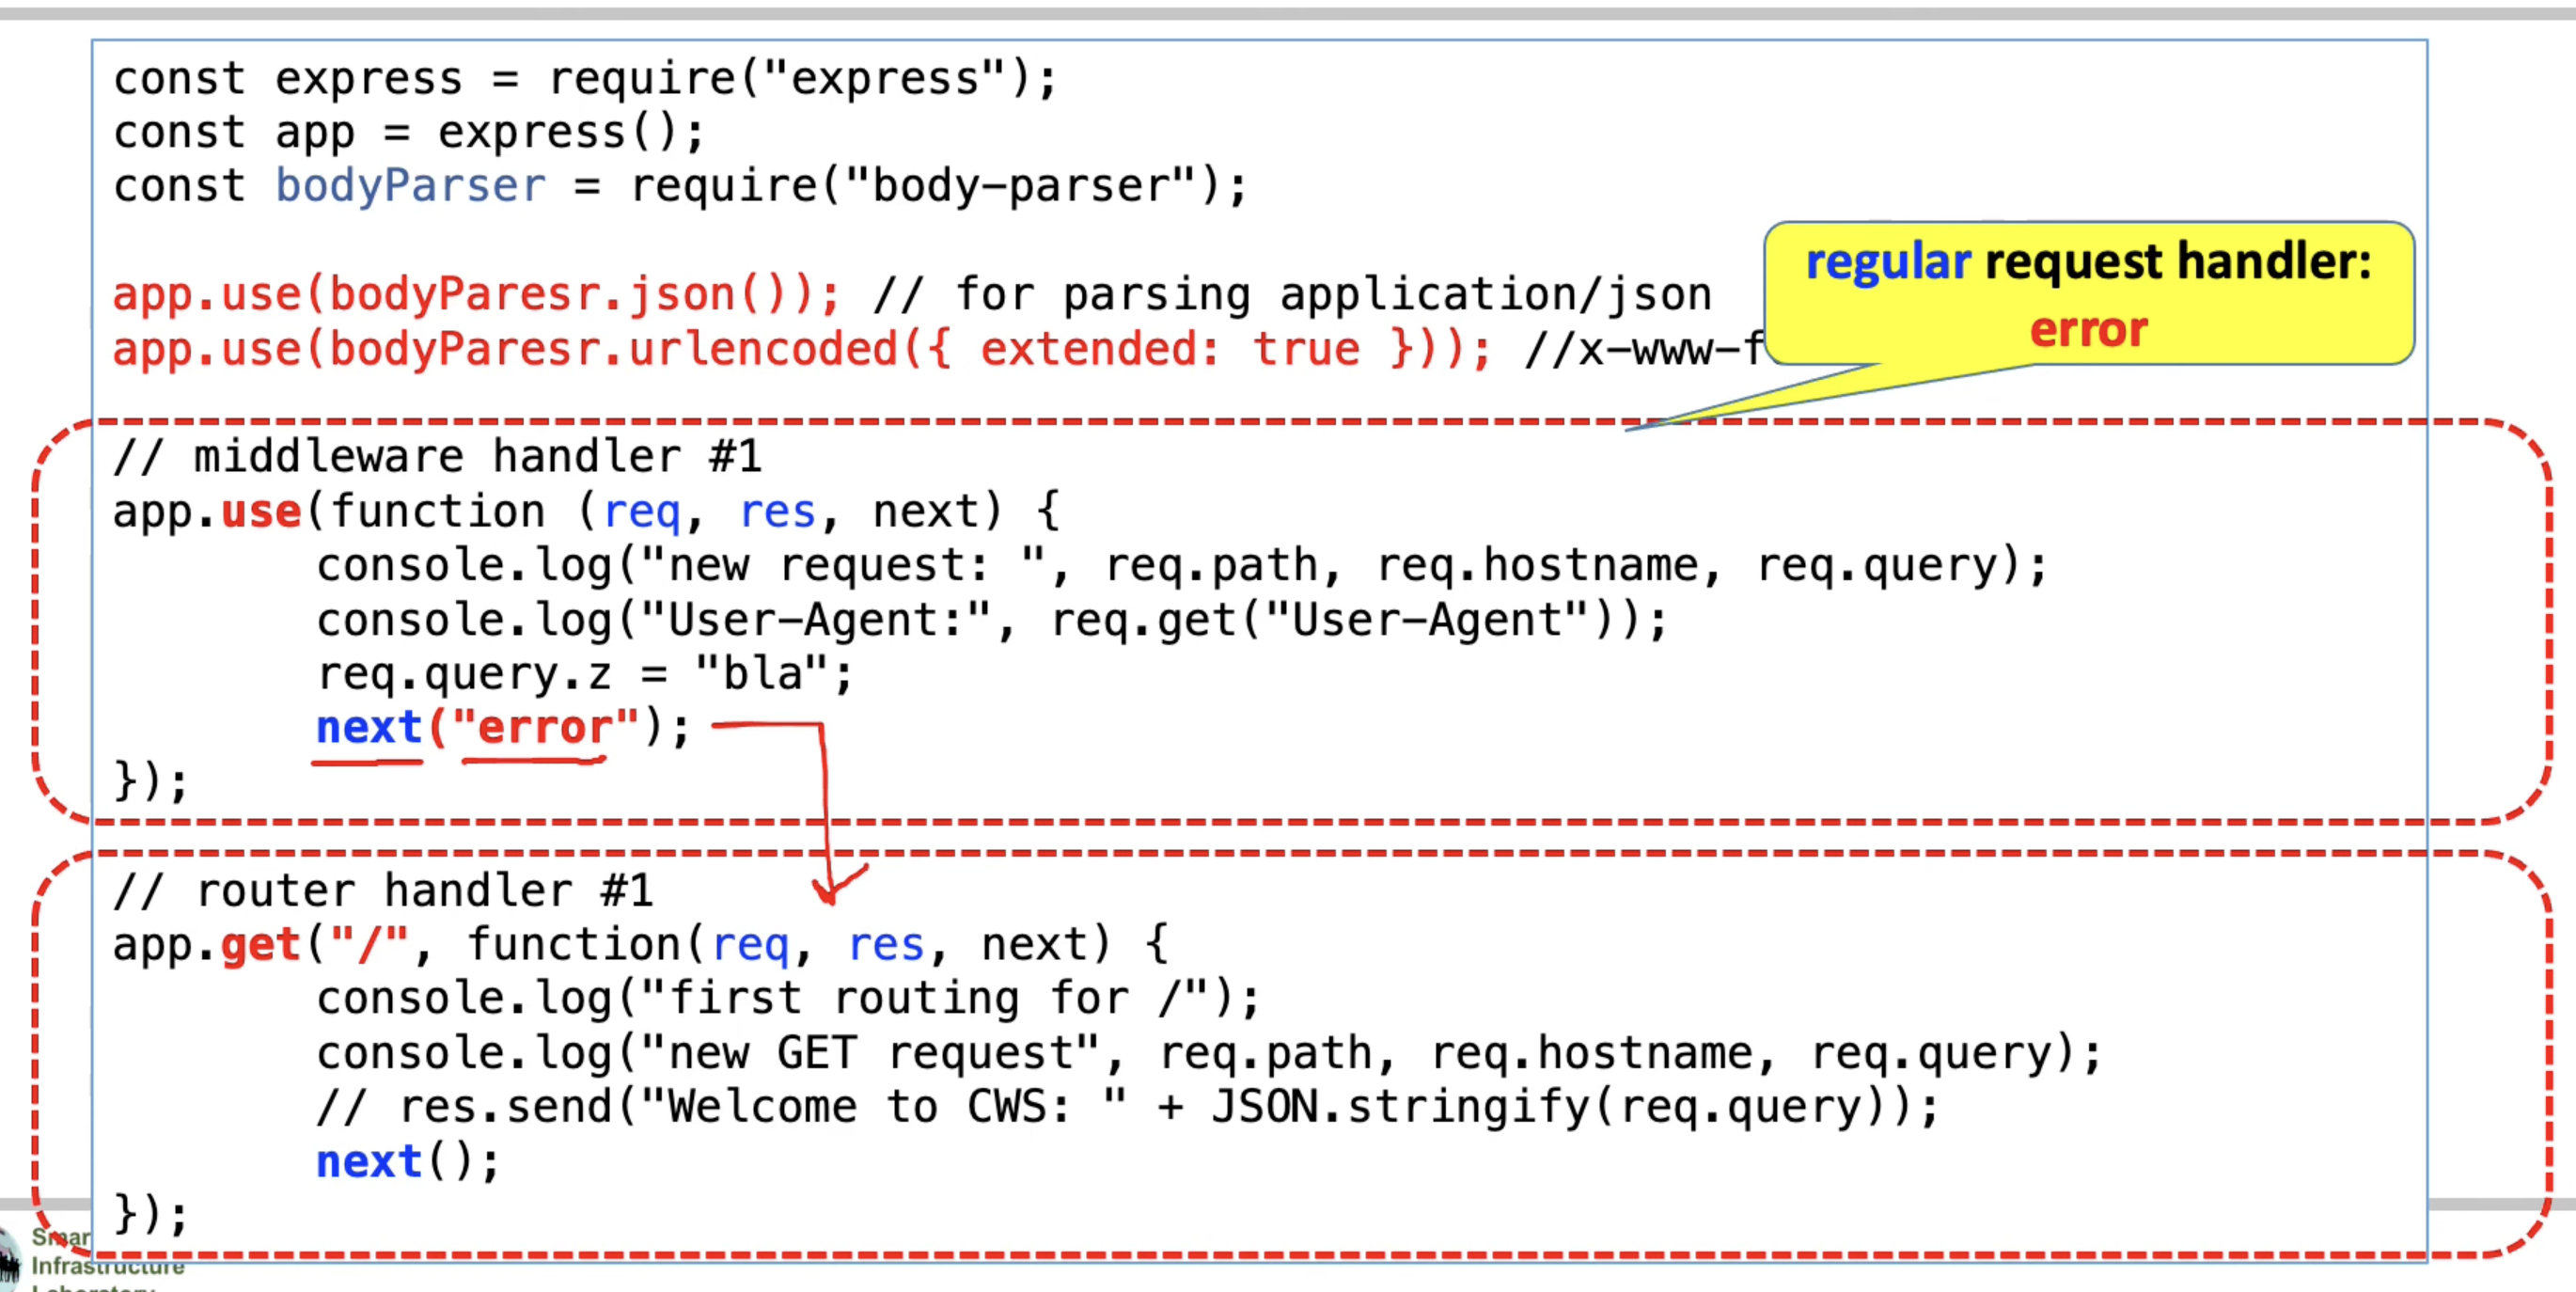 const express = require("express");
const app = express();
const bodyParser = require("body-parser");
regular request handler:
error
app.use(bodyParesr.json()); // for parsing application/json
app.use(bodyParesr.urlencoded({ extended: true })); //x-www-f
// middleware handler #1
app.use(function (req, res, next) {
console.log("new request: ", req.path, req.hostname, req.query);
console.log("User-Agent:", req.get("User-Agent"));
req.query.z = "bla";
next("error");
});
// router handler #1
app.get("/", function(req, res, next) {
console.log("first routing for /");
console.log("new GET request", req.path, req.hostname, req.query);
// res.send("Welcome to CWS: " + JSON.stringify(req.query));
next();
});
Smar
Infrastructure